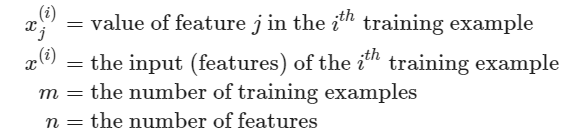 x_j^{(i)} = value of feature j in the i^{th} training example
x^{(i)} = the input (features) of the i^{th} training example
m = the number of training examples
n = the number of features